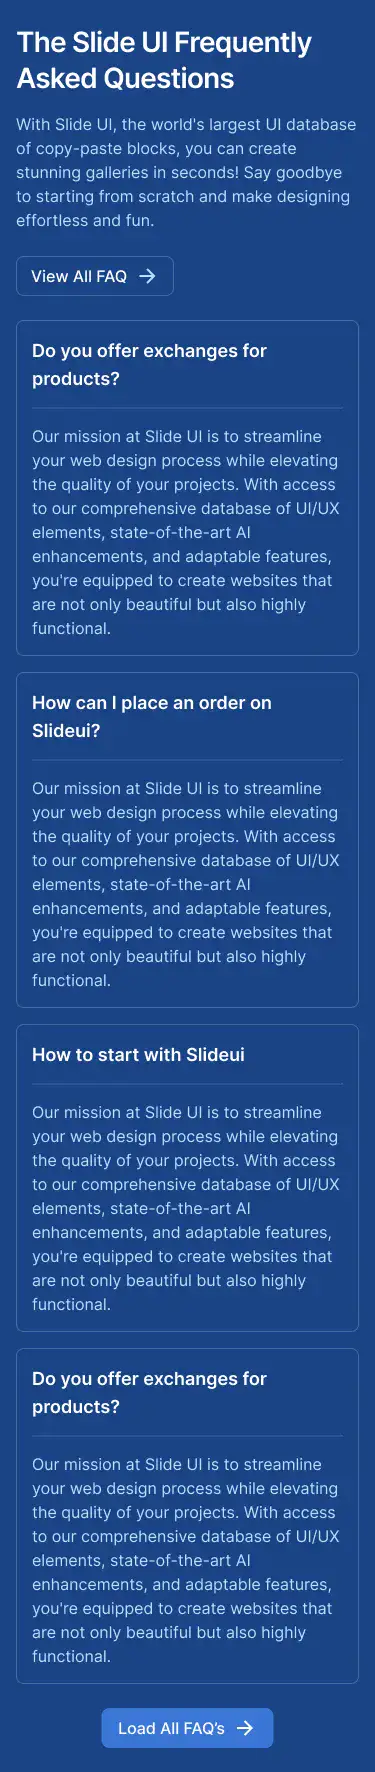 The Slide UI Frequently
Asked Questions
With Slide UI, the world's largest UI database
of copy-paste blocks, you can create
stunning galleries in seconds! Say goodbye
to starting from scratch and make designing
effortless and fun.
View All FAQ
Do you offer exchanges for
products?
Our mission at Slide UI is to streamline
your web design process while elevating
the quality of your projects. With access
to our comprehensive database of UI/UX
elements, state-of-the-art AI
enhancements, and adaptable features,
you're equipped to create websites that
are not only beautiful but also highly
functional.
How can I place an order on
Slideui?
Our mission at Slide UI is to streamline
your web design process while elevating
the quality of your projects. With access
to our comprehensive database of UI/UX
elements, state-of-the-art AI
enhancements, and adaptable features,
you're equipped to create websites that
are not only beautiful but also highly
functional.
How to start with Slideui
Our mission at Slide UI is to streamline
your web design process while elevating
the quality of your projects. With access
to our comprehensive database of UI/UX
elements, state-of-the-art AI
enhancements, and adaptable features,
you're equipped to create websites that
are not only beautiful but also highly
functional.
Do you offer exchanges for
products?
Our mission at Slide UI is to streamline
your web design process while elevating
the quality of your projects. With access
to our comprehensive database of UI/UX
elements, state-of-the-art AI
enhancements, and adaptable features,
you're equipped to create websites that
are not only beautiful but also highly
functional.
Load All FAQ’s